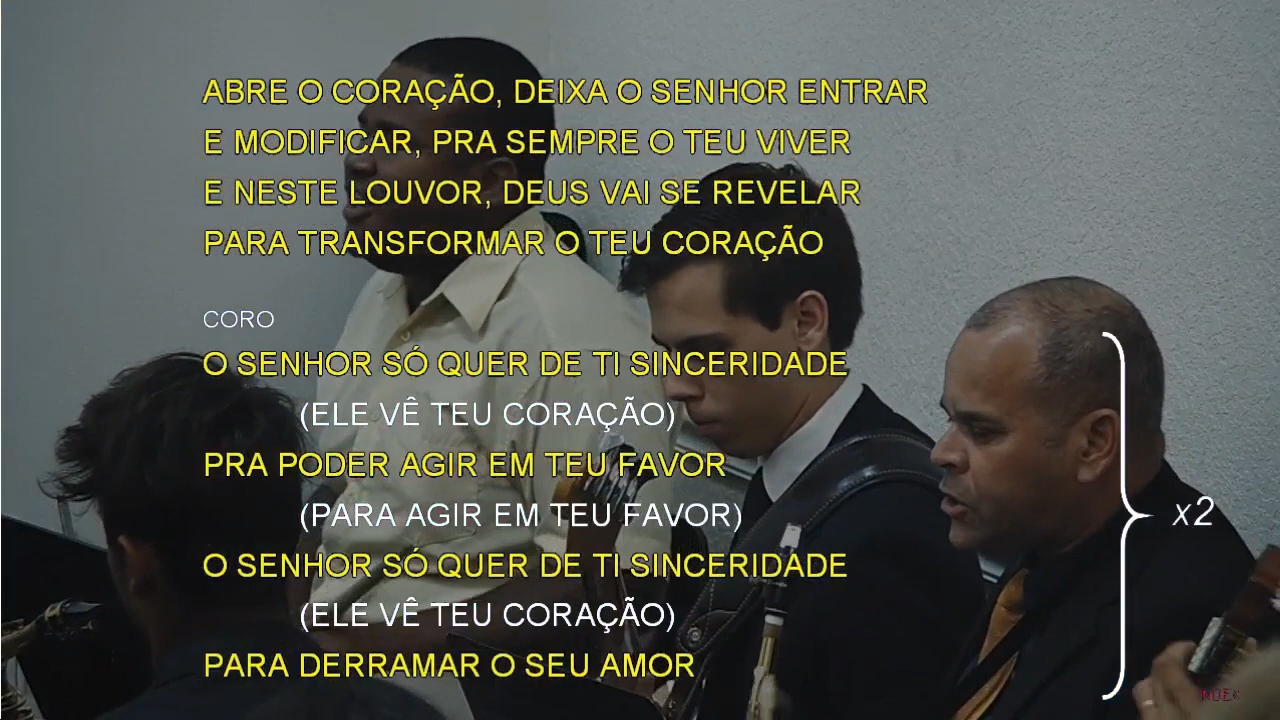 ABRE O CORAÇÃO, DEIXA O SENHOR ENTRAR
E MODIFICAR, PRA SEMPRE O TEU VIVER
E NESTE LOUVOR, DEUS VAI SE REVELAR
PARA TRANSFORMAR O TEU CORAÇÃO
CORO
O SENHOR SÓ QUER DE TI SINCERIDADE
(ELE VÊ TEU CORAÇÃO)
PRA PODER AGIR EM TEU FAVOR
(PARA AGIR EM TEU FAVOR)
O SENHOR SÓ QUER DE TI SINCERIDADE
(ELE VÊ TEU CORAÇÃO)
PARA DERRAMAR O SEU AMOR
x2